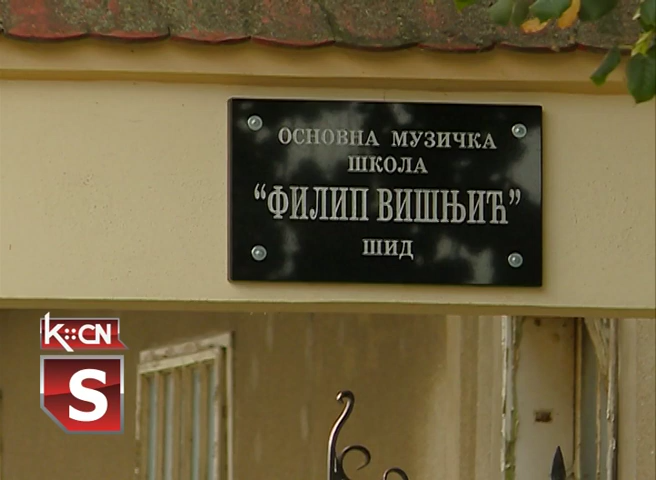 ОСНОВНА МУЗИЧКА
ШКОЛА
“ФИЛИП ВИШЊИЋ”
ШИД
K::CN
S